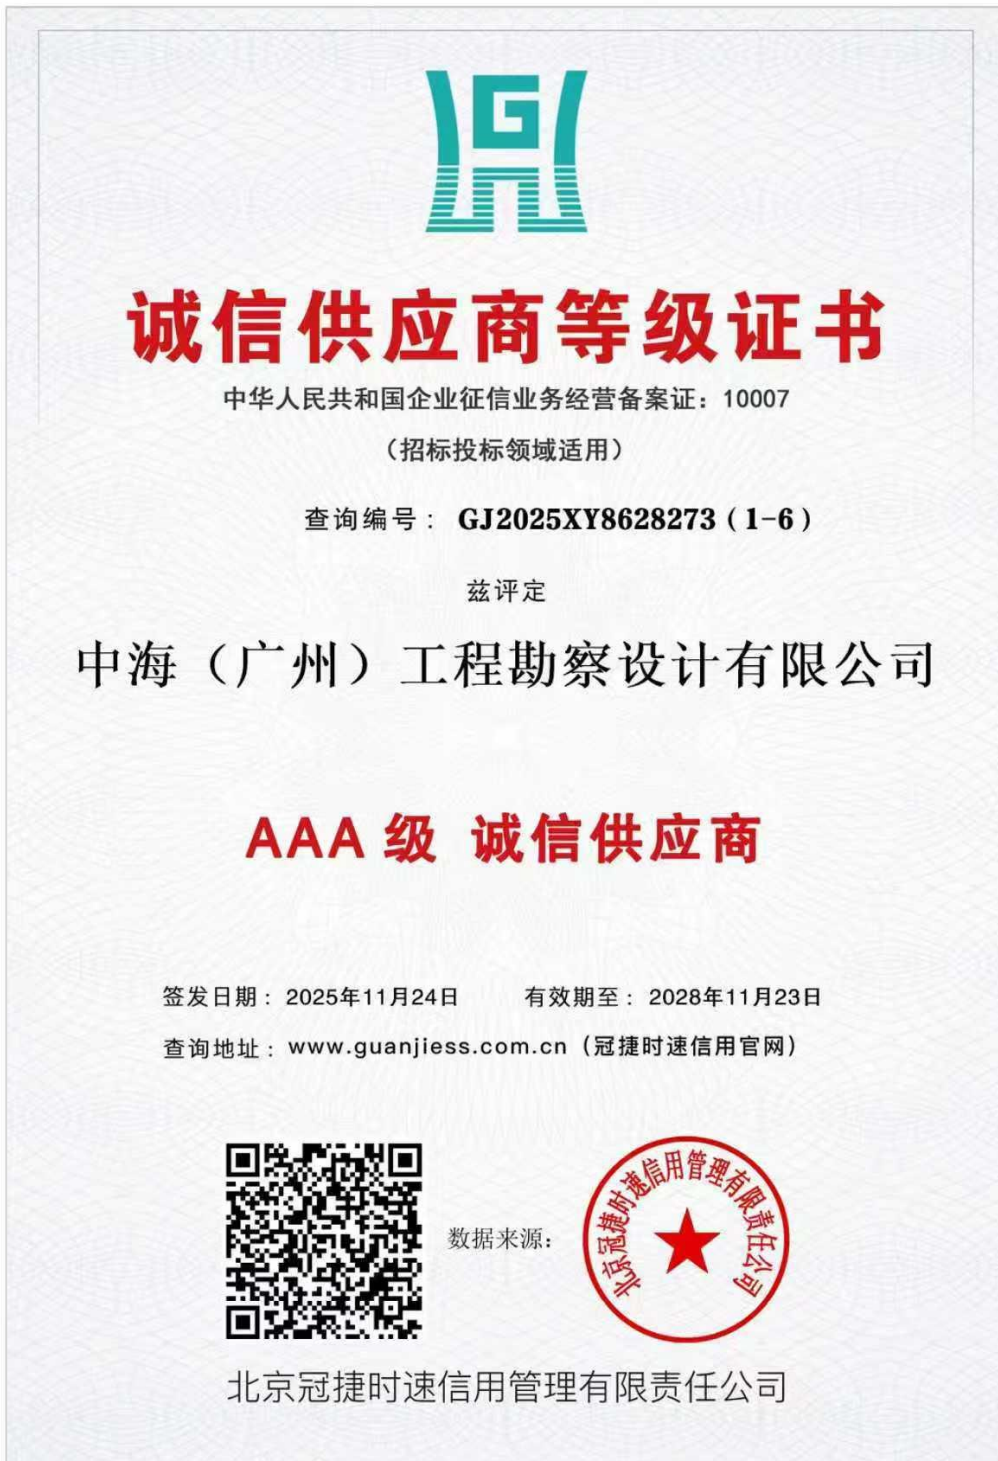 诚信供应商等级证书
中华人民共和国企业征信业务经营备案证：10007
（招标投标领域适用）
查询编号：GJ2025XY8628273（1-6）
兹评定
中海（广州）工程勘察设计有限公司
AAA级 诚信供应商
签发日期：2025年11月24日 有效期至：2028年11月23日
查询地址：www.guanjiess.com.cn（冠捷时速信用官网）
数据来源：
北京冠捷时速信用管理有限责任公司
北京冠捷时速信用管理有限责任公司